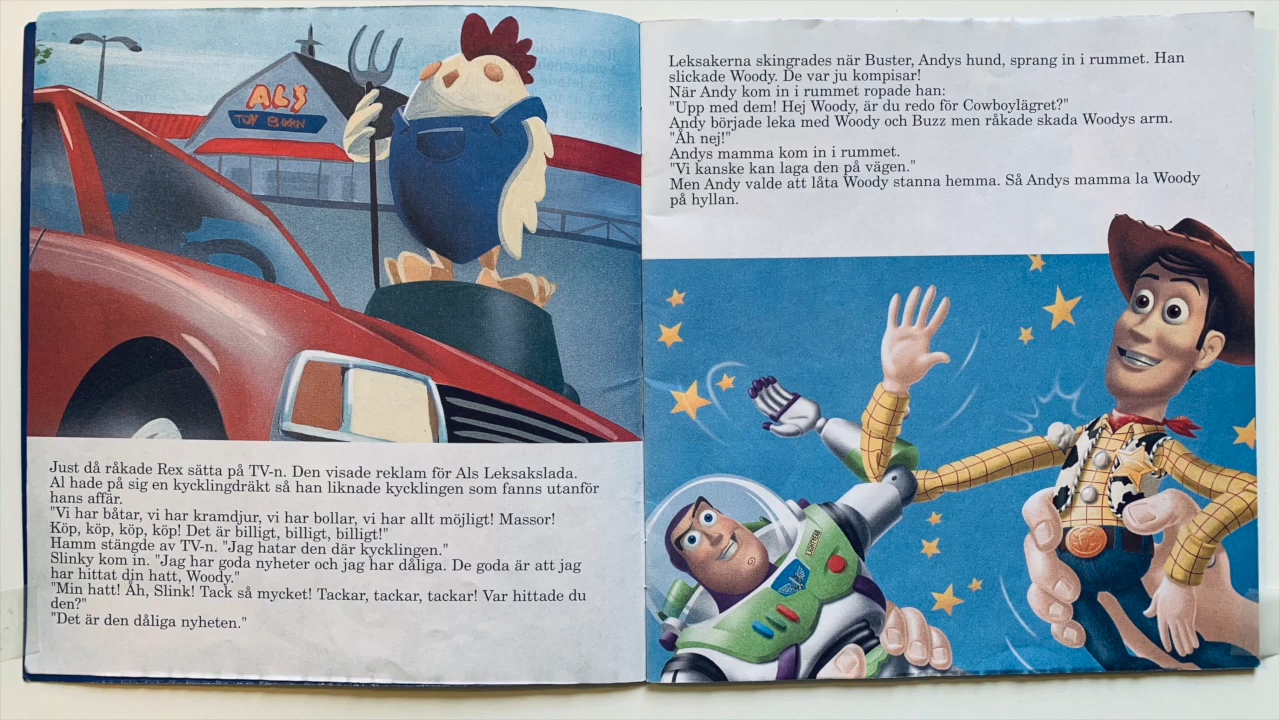 ALS
TOY BARN
Just då råkade Rex sätta på TV-n. Den visade reklam för Als Leksakslada.
Al hade på sig en kycklingdräkt så han liknade kycklingen som fanns utanför
hans affär.
"Vi har båtar, vi har kramdjur, vi har bollar, vi har allt möjligt! Massor!
Köp, köp, köp, köp! Det är billigt, billigt, billigt!"
Hamm stängde av TV-n. "Jag hatar den där kycklingen."
Slinky kom in. "Jag har goda nyheter och jag har dåliga. De goda är att jag
har hittat din hatt, Woody."
"Min hatt! Åh, Slink! Tack så mycket! Tackar, tackar, tackar! Var hittade du
den?"
"Det är den dåliga nyheten."
Leksakerna skingrades när Buster, Andys hund, sprang in i rummet. Han
slickade Woody. De var ju kompisar!
När Andy kom in i rummet ropade han:
"Upp med dem! Hej Woody, är du redo för Cowboylägret?"
Andy började leka med Woody och Buzz men råkade skada Woodys arm.
"Åh nej!"
Andys mamma kom in i rummet.
"Vi kanske kan laga den på vägen."
Men Andy valde att låta Woody stanna hemma. Så Andys mamma la Woody
på hyllan.